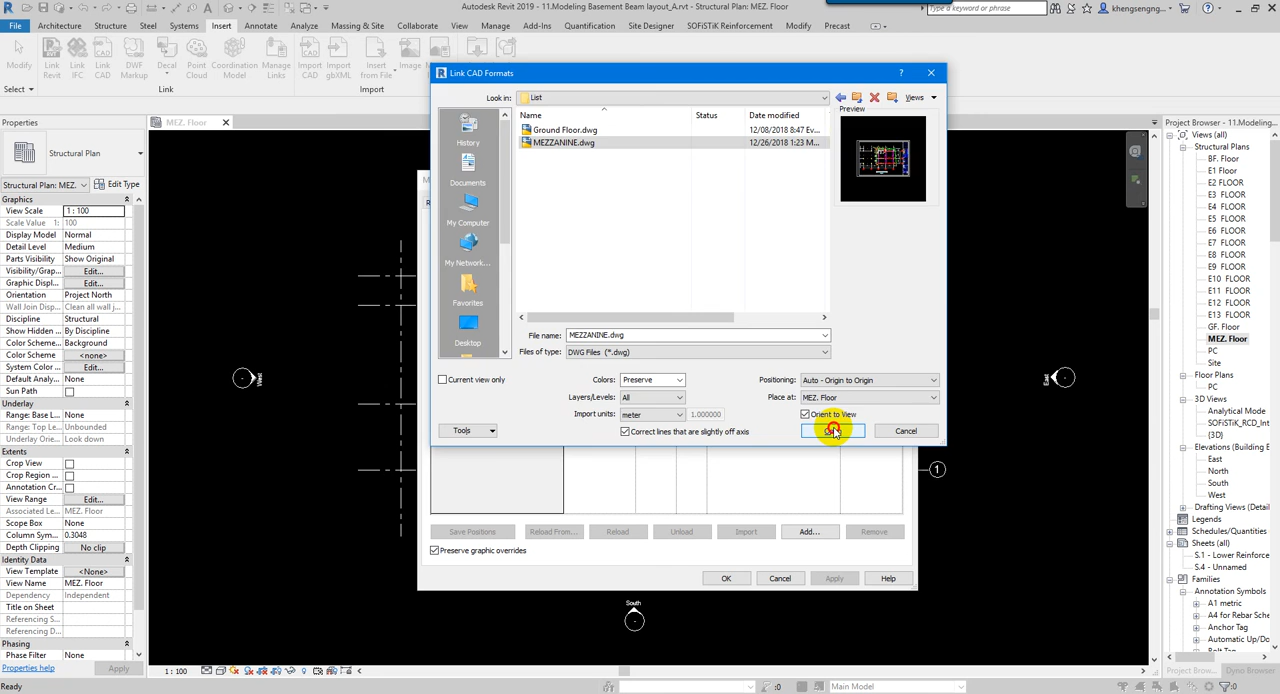 Autodesk Revit 2019 - 11.Modeling Basement Beam layout_A.rvt - Structural Plan: MEZ. Floor
Type a keyword or phrase
khengsengng...
File Architecture Structure Steel Systems Insert Annotate Analyze Massing & Site Collaborate View Manage Add-Ins Quantification Site Designer SOFiSTiK Reinforcement Modify Precast
Modify
Link Revit
Link IFC
Link CAD
DWF Markup
Decal
Point Cloud
Coordination Model
Manage Links
Import CAD
Import gbXML
Insert from File
Image
Select
Link
Import
Properties
MEZ. Floor
Structural Plan
Structural Plan: MEZ.
Edit Type
Graphics
View Scale 1 : 100
Scale Value 1: 100
Display Model Normal
Detail Level Medium
Parts Visibility Show Original
Visibility/Grap... Edit...
Graphic Displ... Edit...
Orientation Project North
Wall Join Disp... Clean all wall j...
Discipline Structural
Show Hidden ... By Discipline
Color Scheme... Background
Color Scheme <none>
System Color ... Edit...
Default Analy... None
Sun Path
Underlay
Range: Base L... None
Range: Top Le... Unbounded
Underlay Orie... Look down
Extents
Crop View
Crop Region ...
Annotation Cr...
View Range Edit...
Associated Le... MEZ. Floor
Scope Box None
Column Sym... 0.3048
Depth Clipping No clip
Identity Data
View Template <None>
View Name MEZ. Floor
Dependency Independent
Title on Sheet
Referencing S...
Referencing D...
Phasing
Phase Filter None
Properties help
Apply
Link CAD Formats
Look in: List
Views
Name Status Date modified
Ground Floor.dwg 12/08/2018 8:47 Ev...
MEZZANINE.dwg 12/26/2018 1:23 M...
Preview
History
Documents
My Computer
My Network...
Favorites
Desktop
File name: MEZZANINE.dwg
Files of type: DWG Files (*.dwg)
Current view only
Colors: Preserve
Layers/Levels: All
Import units: meter 1.000000
Correct lines that are slightly off axis
Positioning: Auto - Origin to Origin
Place at: MEZ. Floor
Orient to View
Tools
Cancel
Save Positions
Reload From...
Reload
Unload
Import
Add...
Remove
Preserve graphic overrides
OK
Cancel
Apply
Help
West
East
South
1
Project Browser - 11.Modeling...
Views (all)
Structural Plans
BF. Floor
E1 Floor
E2 FLOOR
E3 FLOOR
E4 FLOOR
E5 FLOOR
E6 FLOOR
E7 FLOOR
E8 FLOOR
E9 FLOOR
E10 FLOOR
E11 FLOOR
E12 FLOOR
E13 FLOOR
GF. Floor
MEZ. Floor
PC
Site
Floor Plans
PC
3D Views
Analytical Mode
SOFiSTiK_RCD_Int
{3D}
Elevations (Building E
East
North
South
West
Drafting Views (Detai
Legends
Schedules/Quantities
Sheets (all)
S.1 - Lower Reinforce
S.4 - Unnamed
Families
Annotation Symbols
A1 metric
A4 for Rebar Sche
Anchor Tag
Automatic Up/Do
Project Brow...
Dyno Browser
1 : 100
Ready
:0
Main Model
:0